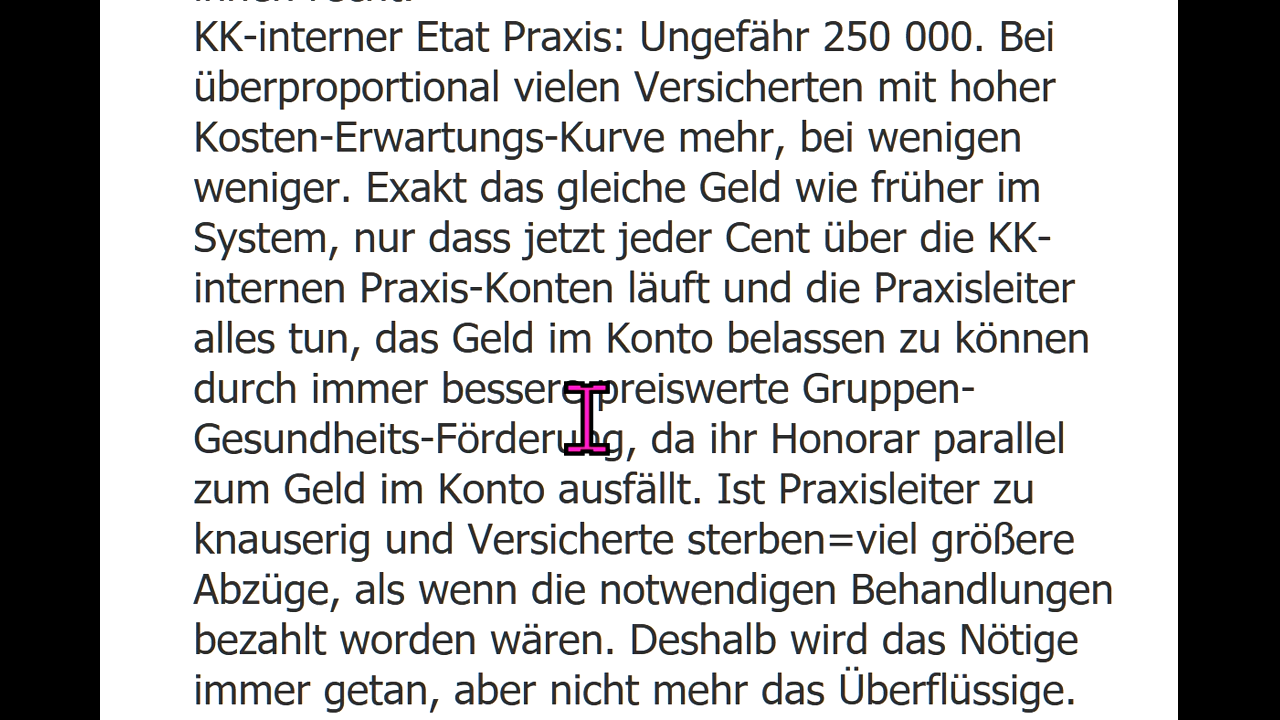 KK-interner Etat Praxis: Ungefähr 250 000. Bei
überproportional vielen Versicherten mit hoher
Kosten-Erwartungs-Kurve mehr, bei wenigen
weniger. Exakt das gleiche Geld wie früher im
System, nur dass jetzt jeder Cent über die KK-
internen Praxis-Konten läuft und die Praxisleiter
alles tun, das Geld im Konto belassen zu können
durch immer bessere preiswerte Gruppen-
Gesundheits-Förderung, da ihr Honorar parallel
zum Geld im Konto ausfällt. Ist Praxisleiter zu
knauserig und Versicherte sterben=viel größere
Abzüge, als wenn die notwendigen Behandlungen
bezahlt worden wären. Deshalb wird das Nötige
immer getan, aber nicht mehr das Überflüssige.